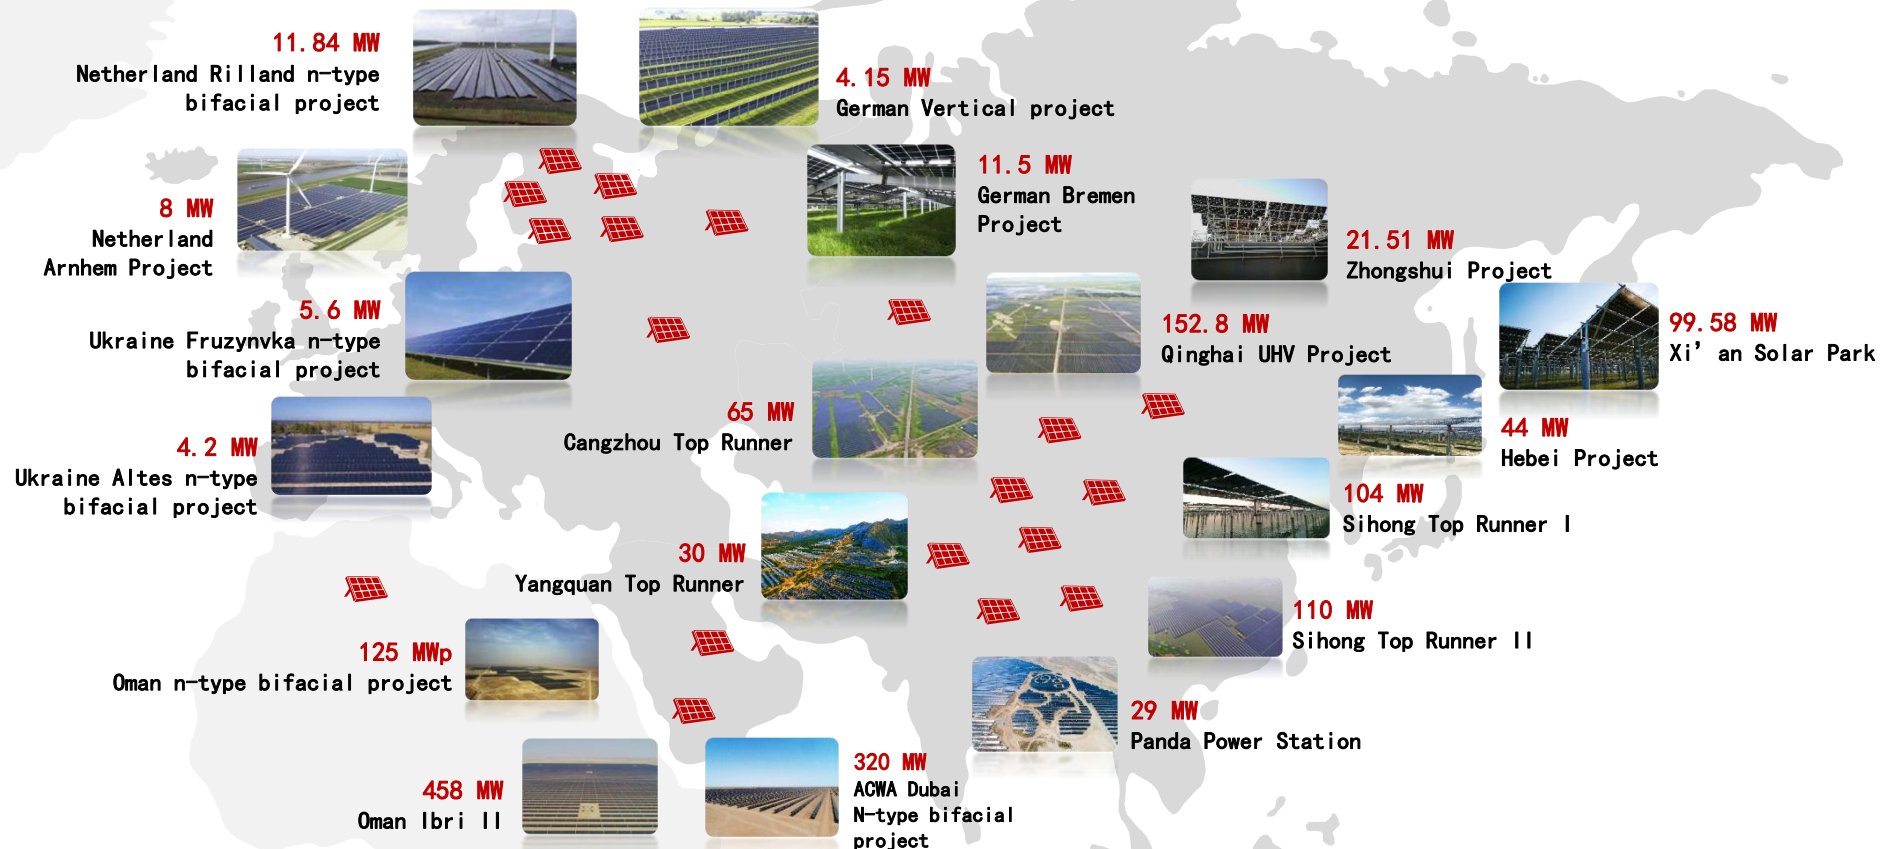 11.84 MW
Netherland Rilland n-type
bifacial project
4.15 MW
German Vertical project
8 MW
Netherland
Arnhem Project
11.5 MW
German Bremen
Project
21.51 MW
Zhongshui Project
5.6 MW
Ukraine Fruzynvka n-type
bifacial project
152.8 MW
Qinghai UHV Project
99.58 MW
Xi’an Solar Park
4.2 MW
Ukraine Altes n-type
bifacial project
65 MW
Cangzhou Top Runner
44 MW
Hebei Project
104 MW
Sihong Top Runner I
30 MW
Yangquan Top Runner
110 MW
Sihong Top Runner II
125 MWp
Oman n-type bifacial project
29 MW
Panda Power Station
458 MW
Oman Ibri II
320 MW
ACWA Dubai
N-type bifacial
project